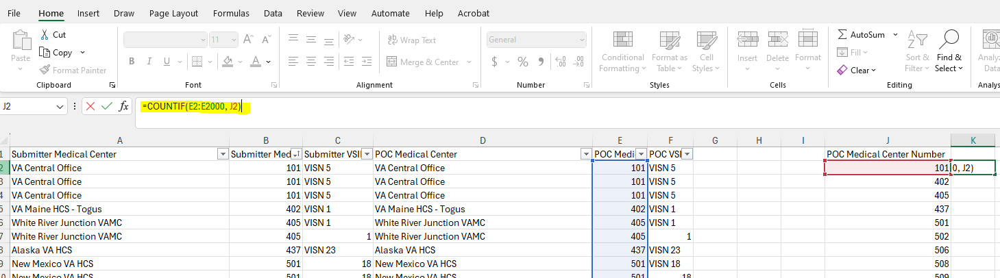 File Home Insert Draw Page Layout Formulas Data Review View Automate Help Acrobat
Paste Cut Copy Format Painter Clipboard
11 A A B I U A Font
ab Wrap Text Merge & Center Alignment
General $ % 9 .00 Number
Conditional Formatting Format as Table Cell Styles Styles
Insert Delete Format Cells
AutoSum Fill Clear Sort & Filter Find & Select Editing
Analy Data Analys
J2 fx =COUNTIF(E2:E2000, J2)
A B C D E F G H I J K
1 Submitter Medical Center Submitter Med Submitter VSI POC Medical Center POC Medi POC VSI POC Medical Center Number
2 VA Central Office 101 VISN 5 VA Central Office 101 VISN 5 101 0, J2)
3 VA Central Office 101 VISN 5 VA Central Office 101 VISN 5 402
4 VA Central Office 101 VISN 5 VA Central Office 101 VISN 5 405
5 VA Maine HCS - Togus 402 VISN 1 VA Maine HCS - Togus 402 VISN 1 437
6 White River Junction VAMC 405 VISN 1 White River Junction VAMC 405 VISN 1 501
7 White River Junction VAMC 405 1 White River Junction VAMC 405 1 502
8 Alaska VA HCS 437 VISN 23 Alaska VA HCS 437 VISN 23 506
9 New Mexico VA HCS 501 18 New Mexico VA HCS 501 VISN 18 508
New Mexico VA HCS 501 18 New Mexico VA HCS 501 18 509